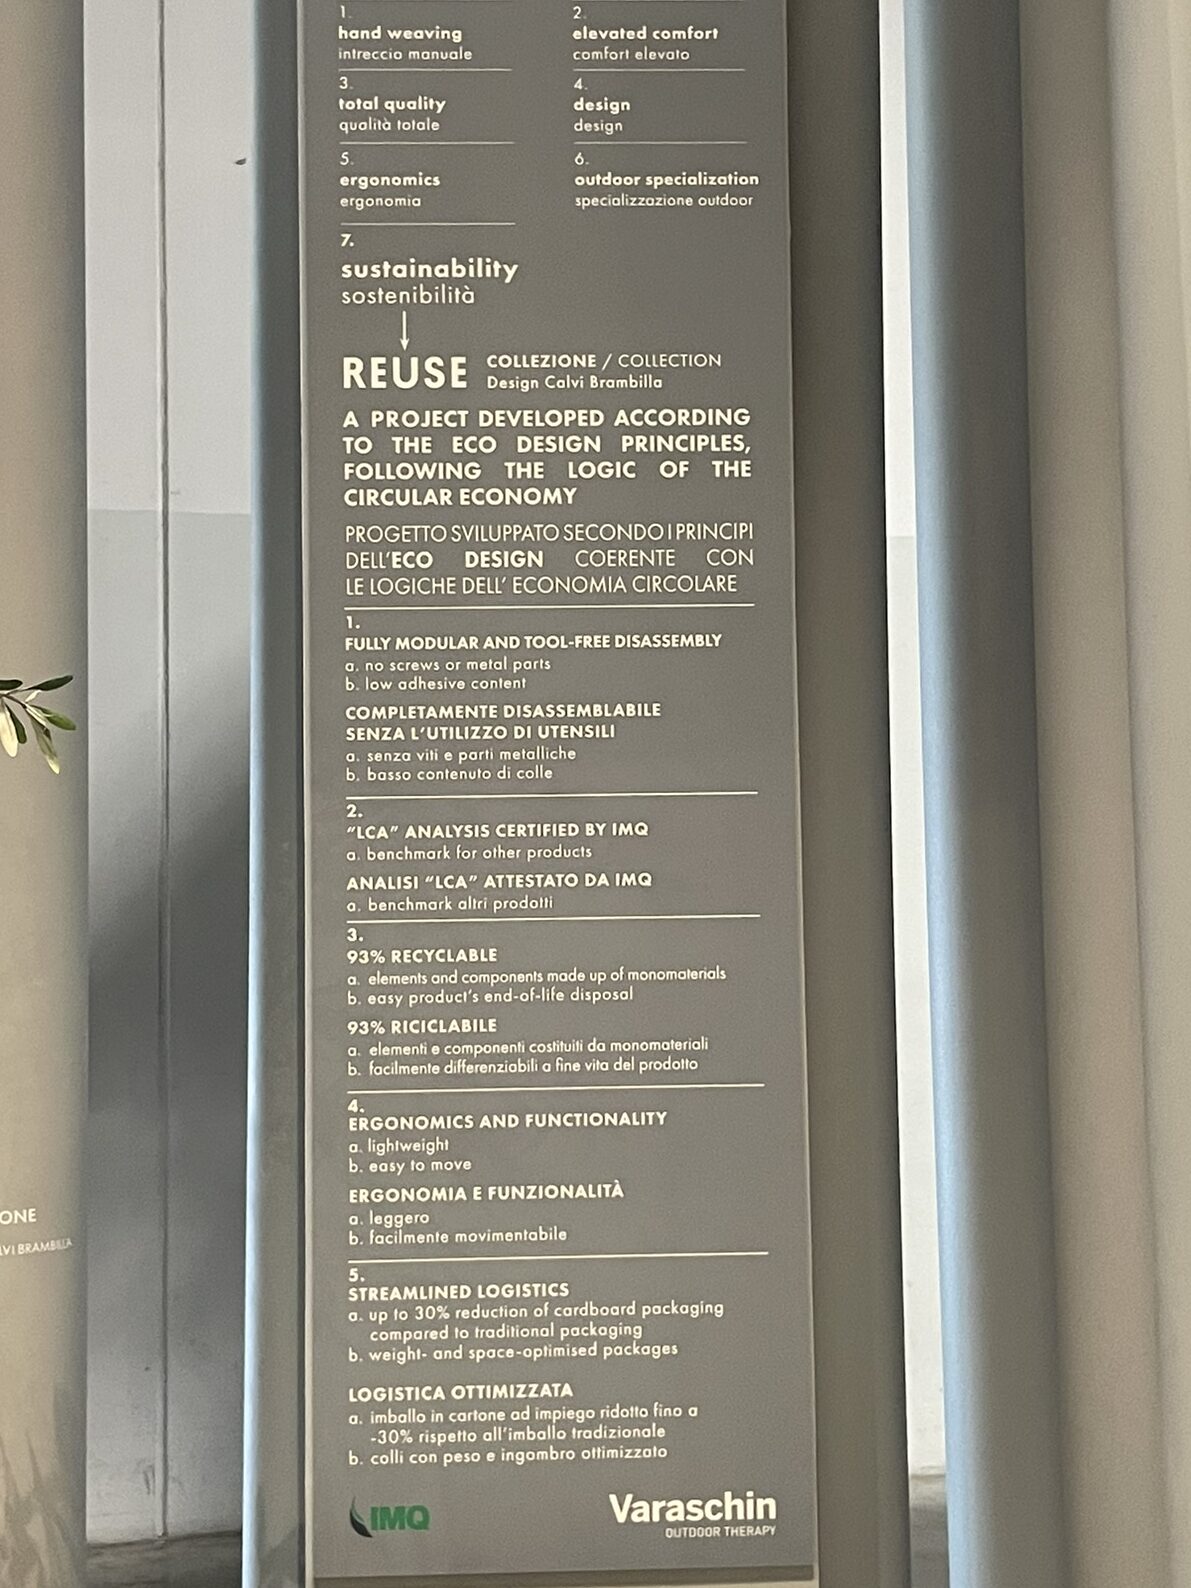 1.
hand weaving
intreccio manuale
2.
elevated comfort
comfort elevato
3.
total quality
qualità totale
4.
design
design
5.
ergonomics
ergonomia
6.
outdoor specialization
specializzazione outdoor
7.
sustainability
sostenibilità
REUSE
COLLEZIONE / COLLECTION
Design Calvi Brambilla
A PROJECT DEVELOPED ACCORDING
TO THE ECO DESIGN PRINCIPLES,
FOLLOWING THE LOGIC OF THE
CIRCULAR ECONOMY
PROGETTO SVILUPPATO SECONDO I PRINCIPI
DELL'ECO DESIGN COERENTE CON
LE LOGICHE DELL' ECONOMIA CIRCOLARE
1.
FULLY MODULAR AND TOOL-FREE DISASSEMBLY
a. no screws or metal parts
b. low adhesive content
COMPLETAMENTE DISASSEMBLABILE
SENZA L'UTILIZZO DI UTENSILI
a. senza viti e parti metalliche
b. basso contenuto di colle
2.
"LCA" ANALYSIS CERTIFIED BY IMQ
a. benchmark for other products
ANALISI "LCA" ATTESTATO DA IMQ
a. benchmark altri prodotti
3.
93% RECYCLABLE
a. elements and components made up of monomaterials
b. easy product's end-of-life disposal
93% RICICLABILE
a. elementi e componenti costituiti da monomateriali
b. facilmente differenziabili a fine vita del prodotto
4.
ERGONOMICS AND FUNCTIONALITY
a. lightweight
b. easy to move
ERGONOMIA E FUNZIONALITÀ
a. leggero
b. facilmente movimentabile
5.
STREAMLINED LOGISTICS
a. up to 30% reduction of cardboard packaging
compared to traditional packaging
b. weight- and space-optimised packages
LOGISTICA OTTIMIZZATA
a. imballo in cartone ad impiego ridotto fino a
-30% rispetto all'imballo tradizionale
b. colli con peso e ingombro ottimizzato
IMQ
Varaschin
OUTDOOR THERAPY
ONE
LVI BRAMBILLA